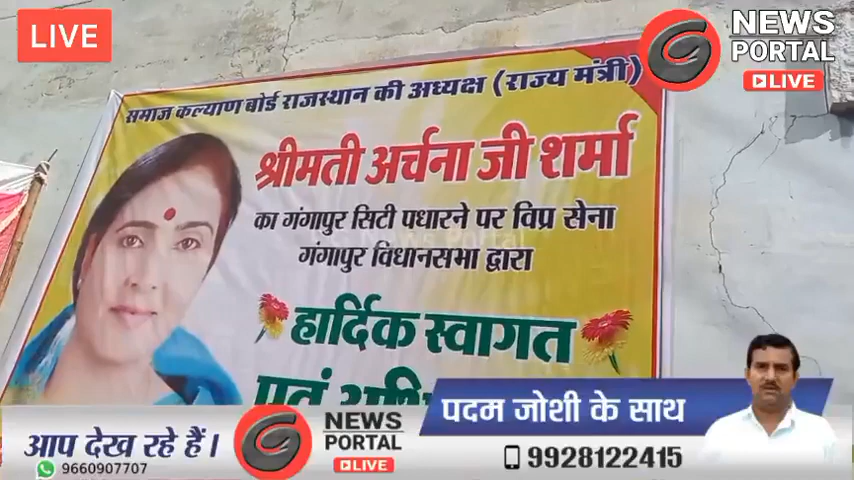 LIVE
G NEWS
PORTAL
LIVE
समाज कल्याण बोर्ड राजस्थान की अध्यक्ष (राज्य मंत्री)
श्रीमती अर्चना जी शर्मा
का गंगापुर सिटी पधारने पर विप्र सेना
गंगापुर विधानसभा द्वारा
हार्दिक स्वागत
एवं
पदम जोशी के साथ
आप देख रहे हैं।
G NEWS
PORTAL
LIVE
9660907707
9928122415